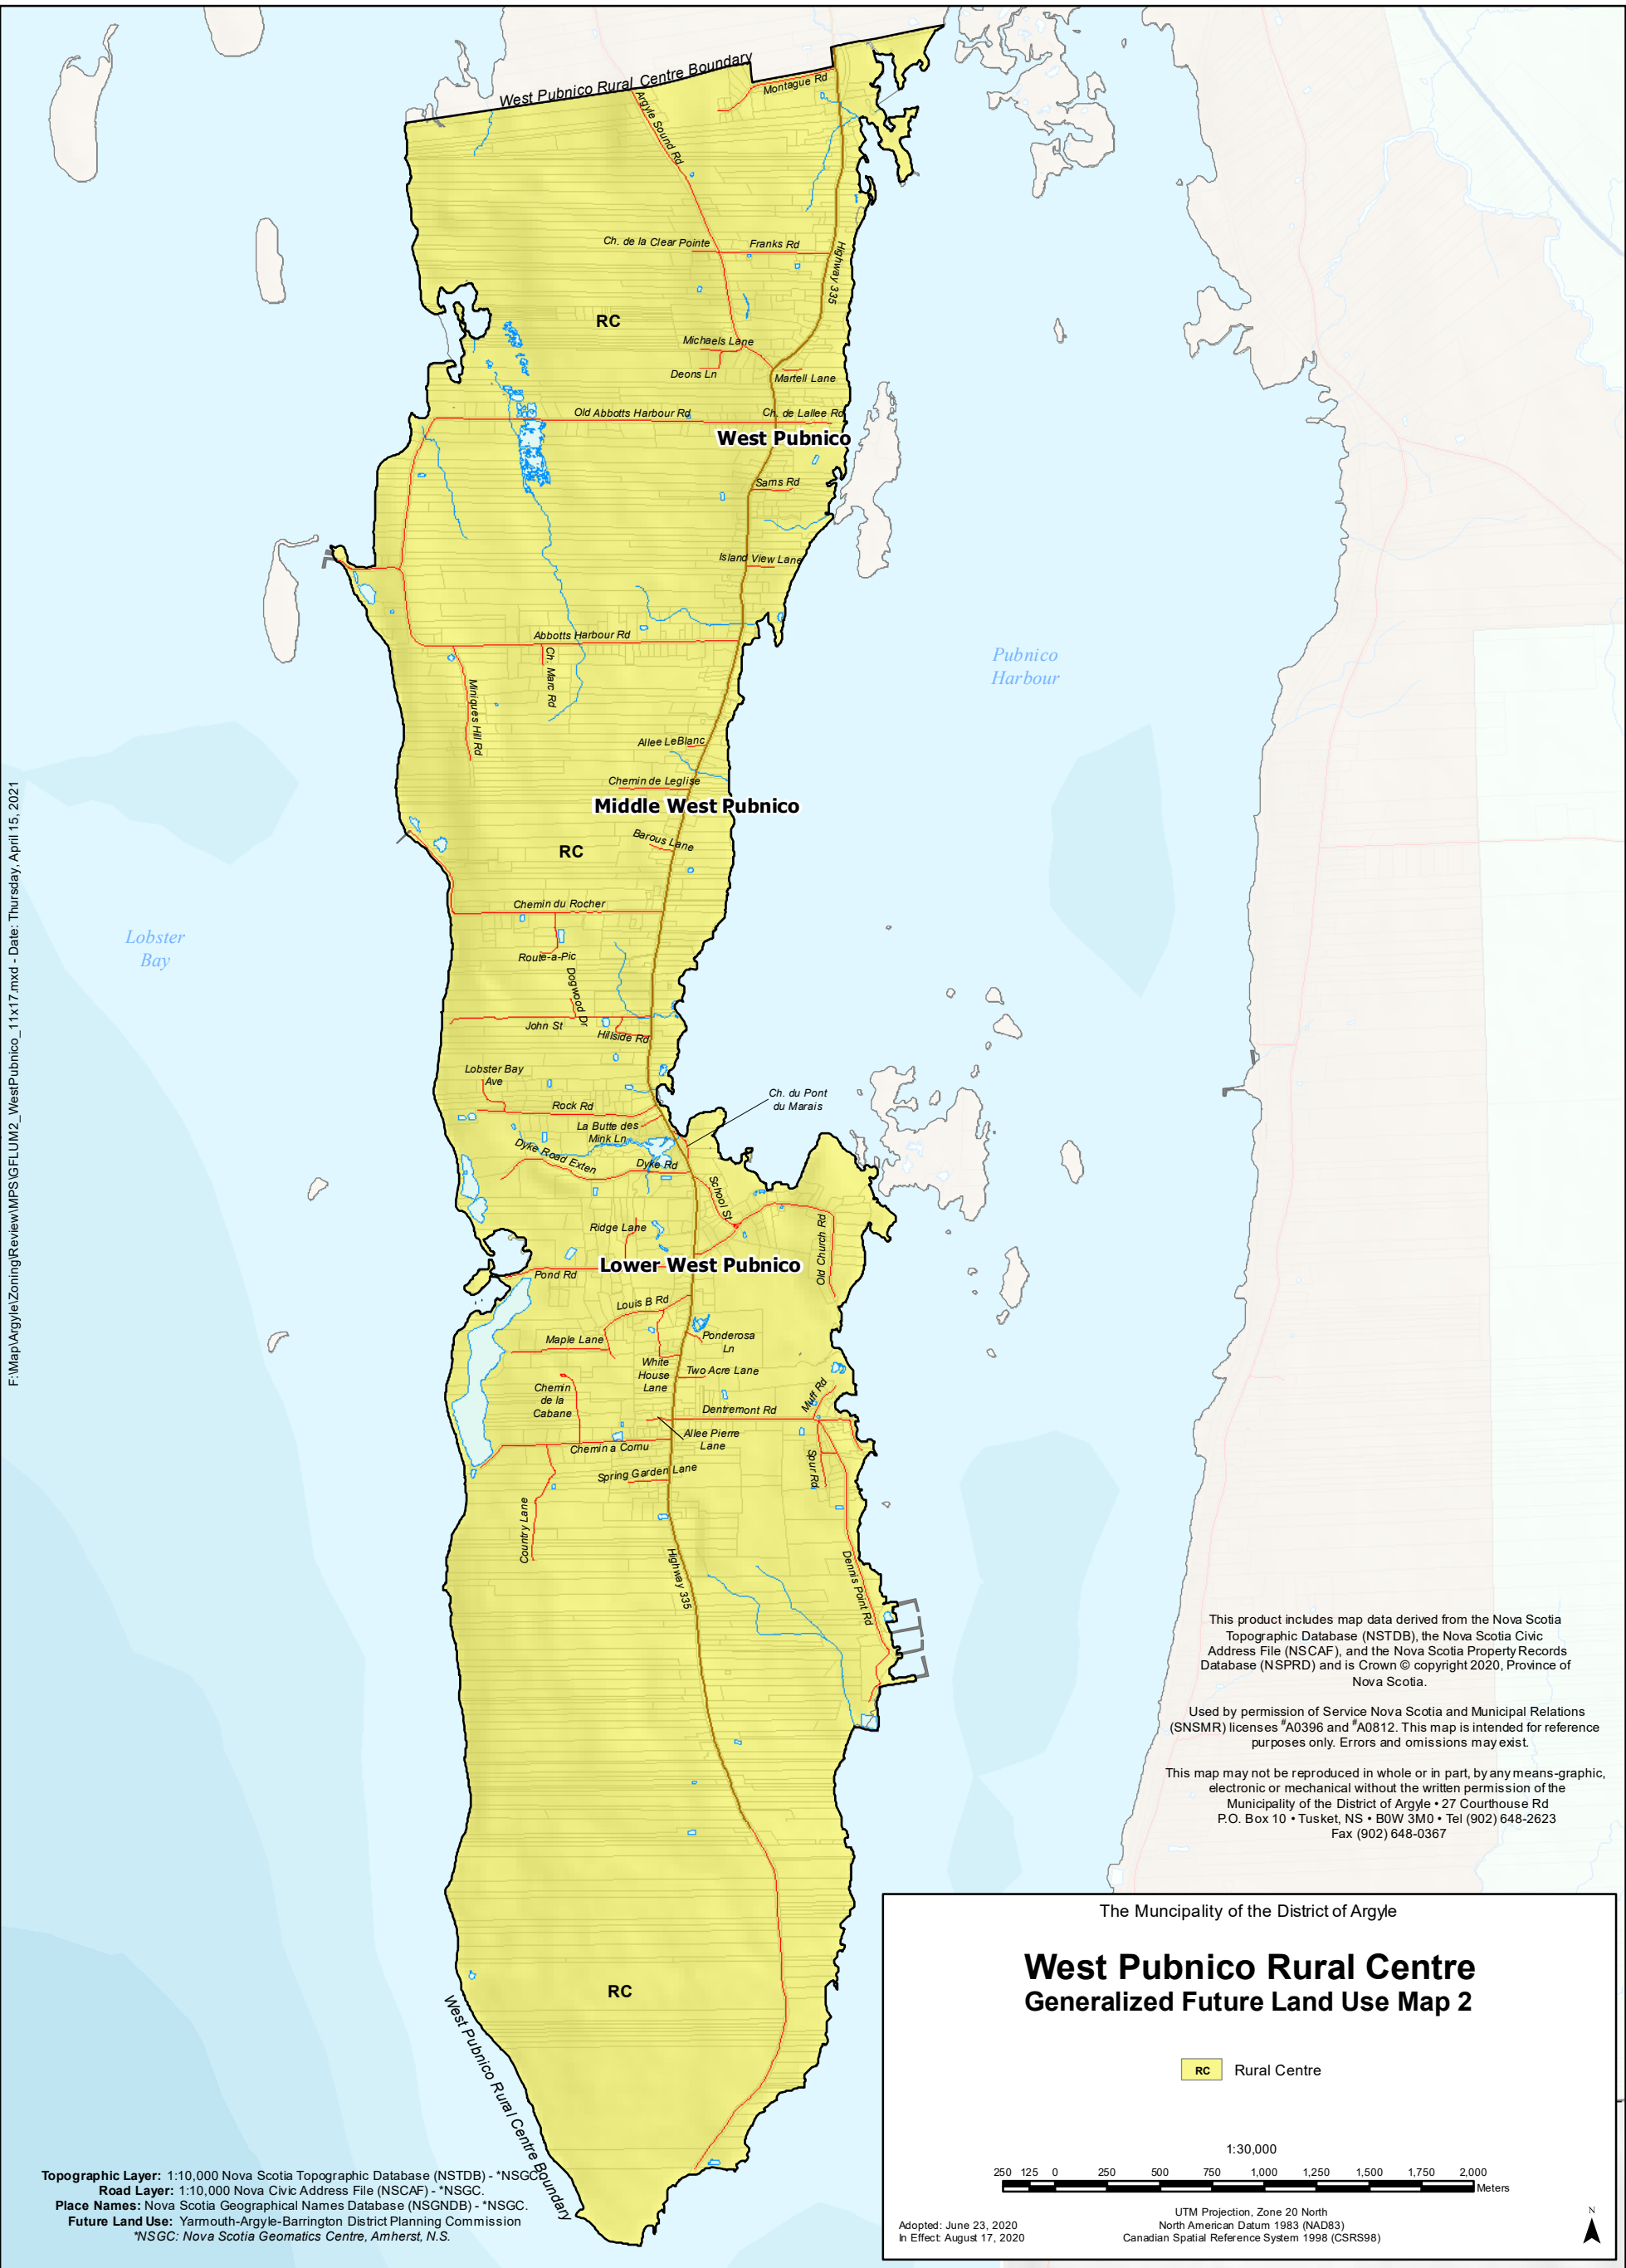 West Pubnico Rural Centre Boundary
Montague Rd
Argyle Sound Rd
Ch. de la Clear Pointe
Franks Rd
Highway 335
RC
Michaels Lane
Deons Ln
Martell Lane
Old Abbotts Harbour Rd
Ch. de Lallee Rd
West Pubnico
Sams Rd
Island View Lane
Abbotts Harbour Rd
Ch. Marc Rd
Miniques Hill Rd
Pubnico
Harbour
Allee LeBlanc
Chemin de Leglise
Middle West Pubnico
Barous Lane
RC
Chemin du Rocher
Lobster
Bay
Route-a-Pic
Dogwood Dr
John St
Hillside Rd
Lobster Bay
Ave
Rock Rd
Ch. du Pont
du Marais
La Butte des
Mink Ln
Dyke Road Exten
Dyke Rd
School St
Ridge Lane
Old Church Rd
Lower West Pubnico
Pond Rd
Louis B Rd
Maple Lane
Ponderosa
Ln
White
House
Lane
Two Acre Lane
Chemin
de la
Cabane
Muff Rd
Dentremont Rd
Allee Pierre
Lane
Chemin a Cornu
Spur Rd
Spring Garden Lane
Country Lane
Highway 335
Dennis Point Rd
RC
West Pubnico Rural Centre Boundary
F:\Map\Argyle\Zoning\Review\MPS\GFLUM2_WestPubnico_11x17.mxd - Date: Thursday, April 15, 2021
This product includes map data derived from the Nova Scotia
Topographic Database (NSTDB), the Nova Scotia Civic
Address File (NSCAF), and the Nova Scotia Property Records
Database (NSPRD) and is Crown © copyright 2020, Province of
Nova Scotia.
Used by permission of Service Nova Scotia and Municipal Relations
(SNSMR) licenses #A0396 and #A0812. This map is intended for reference
purposes only. Errors and omissions may exist.
This map may not be reproduced in whole or in part, by any means-graphic,
electronic or mechanical without the written permission of the
Municipality of the District of Argyle • 27 Courthouse Rd
P.O. Box 10 • Tusket, NS • B0W 3M0 • Tel (902) 648-2623
Fax (902) 648-0367
The Muncipality of the District of Argyle
West Pubnico Rural Centre
Generalized Future Land Use Map 2
RC Rural Centre
1:30,000
250 125 0 250 500 750 1,000 1,250 1,500 1,750 2,000
Meters
UTM Projection, Zone 20 North
North American Datum 1983 (NAD83)
Canadian Spatial Reference System 1998 (CSRS98)
Adopted: June 23, 2020
In Effect: August 17, 2020
N
Topographic Layer: 1:10,000 Nova Scotia Topographic Database (NSTDB) - *NSGC.
Road Layer: 1:10,000 Nova Civic Address File (NSCAF) - *NSGC.
Place Names: Nova Scotia Geographical Names Database (NSGNDB) - *NSGC.
Future Land Use: Yarmouth-Argyle-Barrington District Planning Commission
*NSGC: Nova Scotia Geomatics Centre, Amherst, N.S.